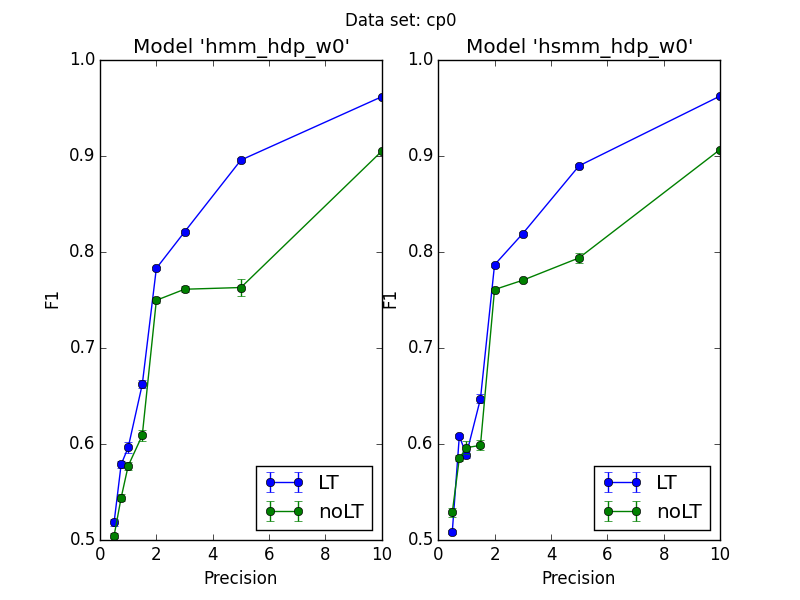 Data set: cp0
Model 'hmm_hdp_w0'
1.0
0.9
0.8
0.7
0.6
0.5
F1
0 2 4 6 8 10
Precision
LT
noLT
Model 'hsmm_hdp_w0'
1.0
0.9
0.8
0.7
0.6
0.5
F1
0 2 4 6 8 10
Precision
LT
noLT